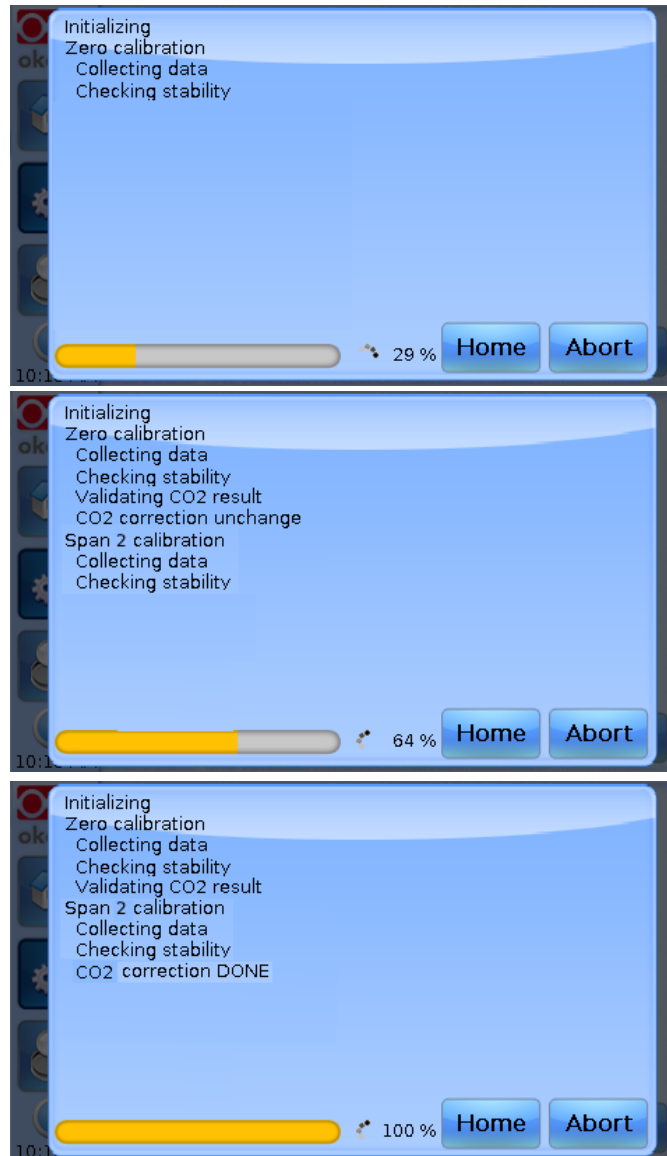 Initializing
Zero calibration
Collecting data
Checking stability
29 %
Home
Abort
Initializing
Zero calibration
Collecting data
Checking stability
Validating CO2 result
CO2 correction unchange
Span 2 calibration
Collecting data
Checking stability
64 %
Home
Abort
Initializing
Zero calibration
Collecting data
Checking stability
Validating CO2 result
Span 2 calibration
Collecting data
Checking stability
CO2 correction DONE
100 %
Home
Abort